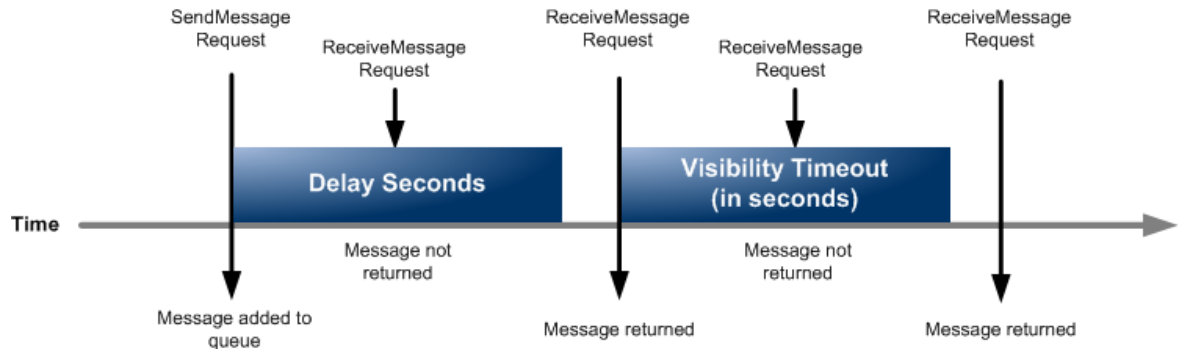 SendMessage
Request
ReceiveMessage
Request
ReceiveMessage
Request
ReceiveMessage
Request
ReceiveMessage
Request
Delay Seconds
Visibility Timeout
(in seconds)
Time
Message not
returned
Message not
returned
Message added to
queue
Message returned
Message returned